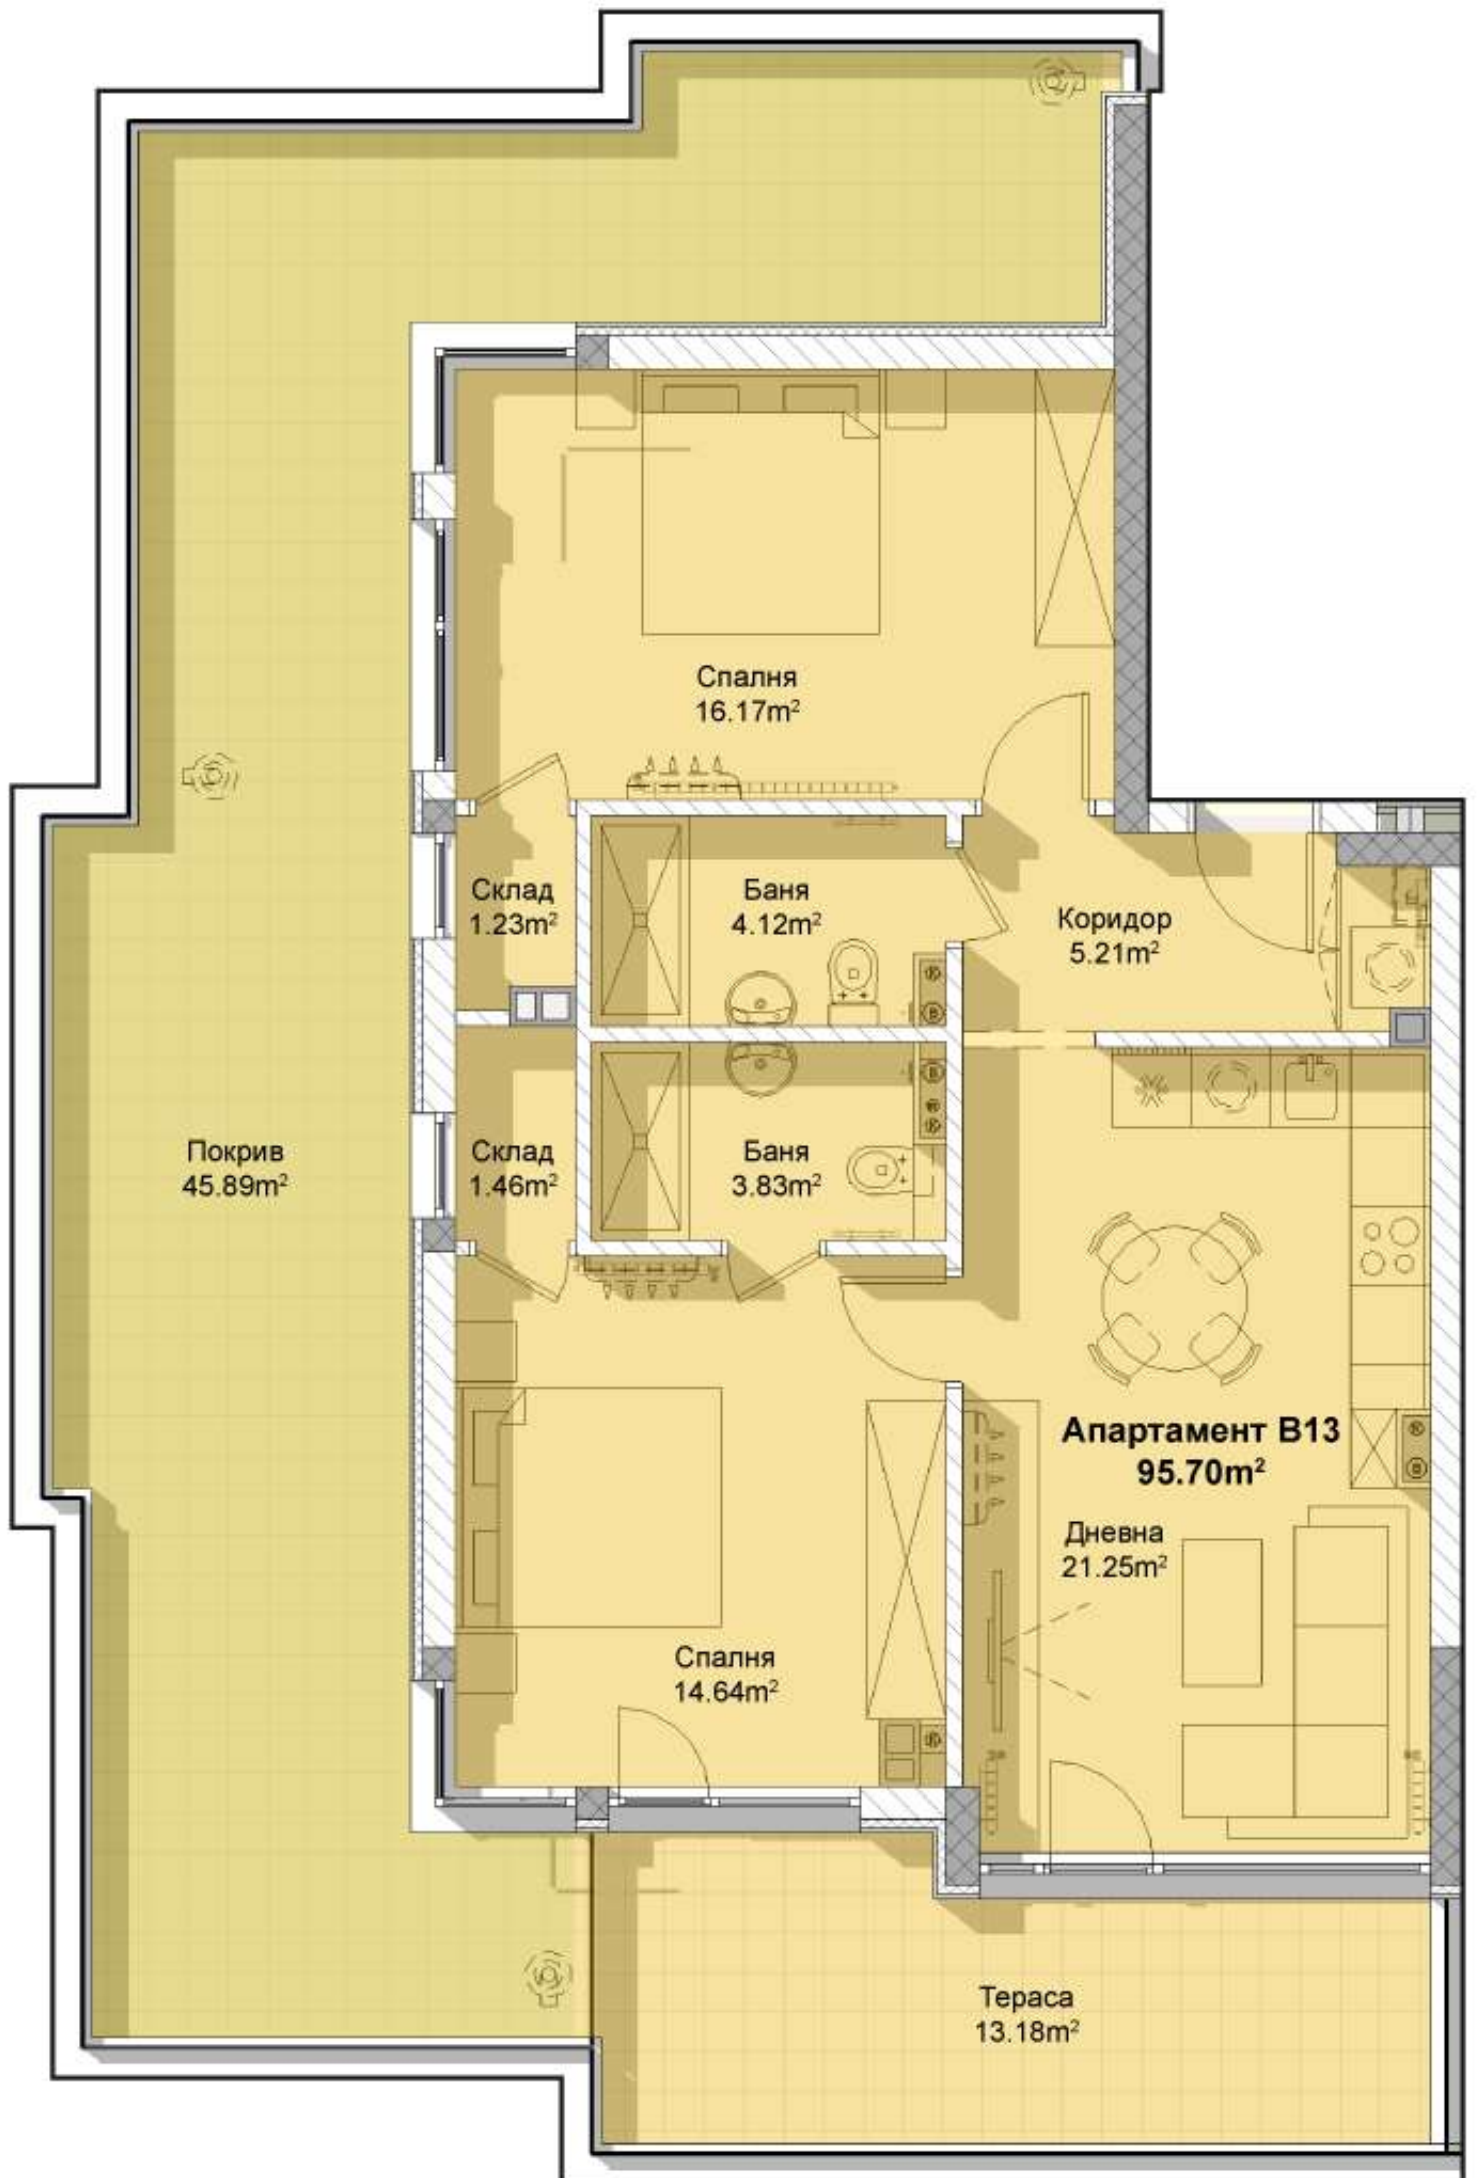 Спалня
16.17m²
Склад
1.23m²
Баня
4.12m²
Коридор
5.21m²
Покрив
45.89m²
Склад
1.46m²
Баня
3.83m²
Апартамент B13
95.70m²
Дневна
21.25m²
Спалня
14.64m²
Тераса
13.18m²